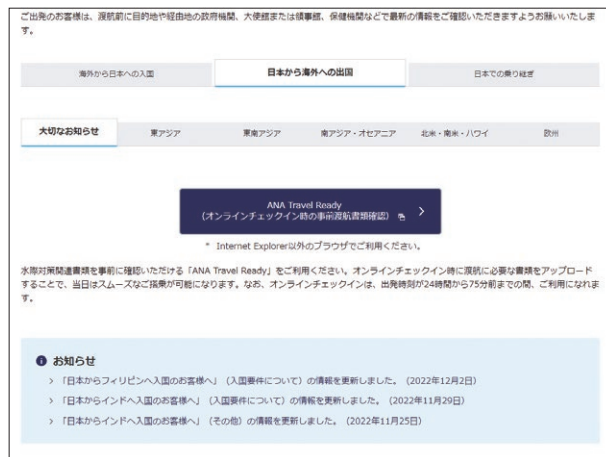 ご出発のお客様は、渡航前に目的地や経由地の政府機関、大使館または領事館、保健機関などで最新の情報をご確認いただきますようお願いいたしま
す。
海外から日本への入国
日本から海外への出国
日本での乗り継ぎ
大切なお知らせ
東アジア
東南アジア
南アジア・オセアニア
北米・南米・ハワイ
欧州
ANA Travel Ready
(オンラインチェックイン時の事前渡航書類確認)
* Internet Explorer以外のブラウザでご利用ください。
水際対策関連書類を事前に確認いただける「ANA Travel Ready」をご利用ください。オンラインチェックイン時に渡航に必要な書類をアップロード
することで、当日はスムーズなご搭乗が可能になります。なお、オンラインチェックインは、出発時刻が24時間から75分前までの間、ご利用になれま
す。
お知らせ
> 「日本からフィリピンへ入国のお客様へ」(入国要件について)の情報を更新しました。(2022年12月2日)
> 「日本からインドへ入国のお客様へ」(入国要件について)の情報を更新しました。(2022年11月29日)
> 「日本からインドへ入国のお客様へ」(その他)の情報を更新しました。(2022年11月25日)